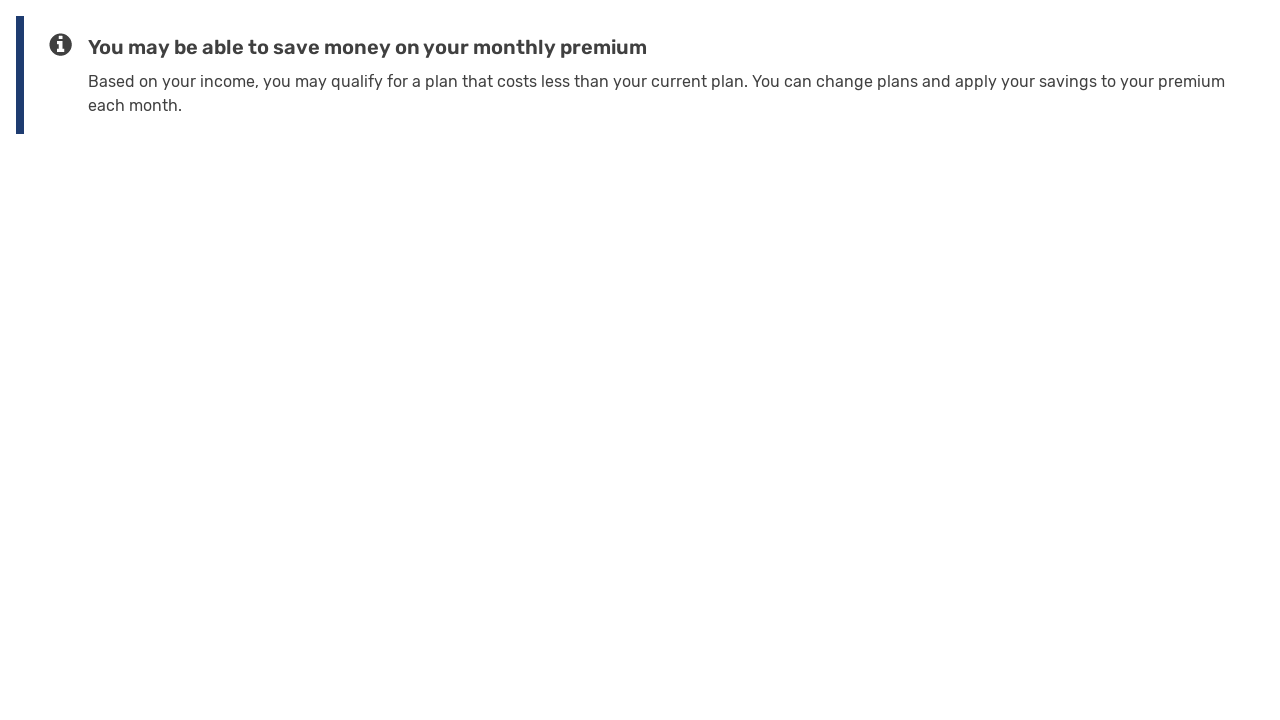 You may be able to save money on your monthly premium
Based on your income, you may qualify for a plan that costs less than your current plan. You can change plans and apply your savings to your premium
each month.